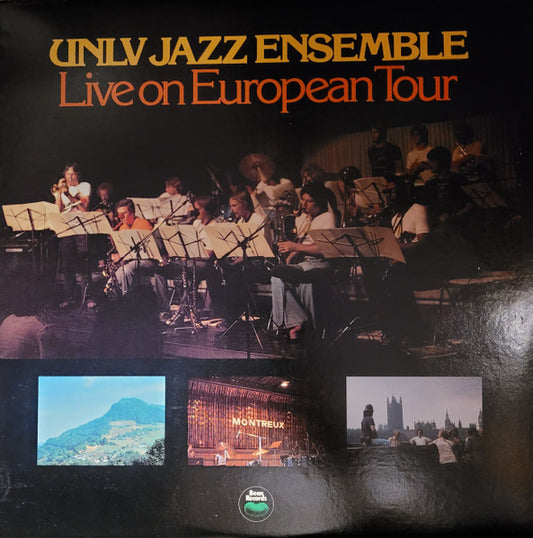 UNLV JAZZ ENSEMBLE
Live on European Tour
MONTREUX
Bean
Records